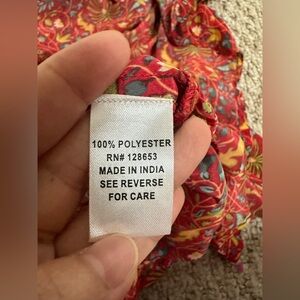 100% POLYESTER
RN# 128653
MADE IN INDIA
SEE REVERSE
FOR CARE